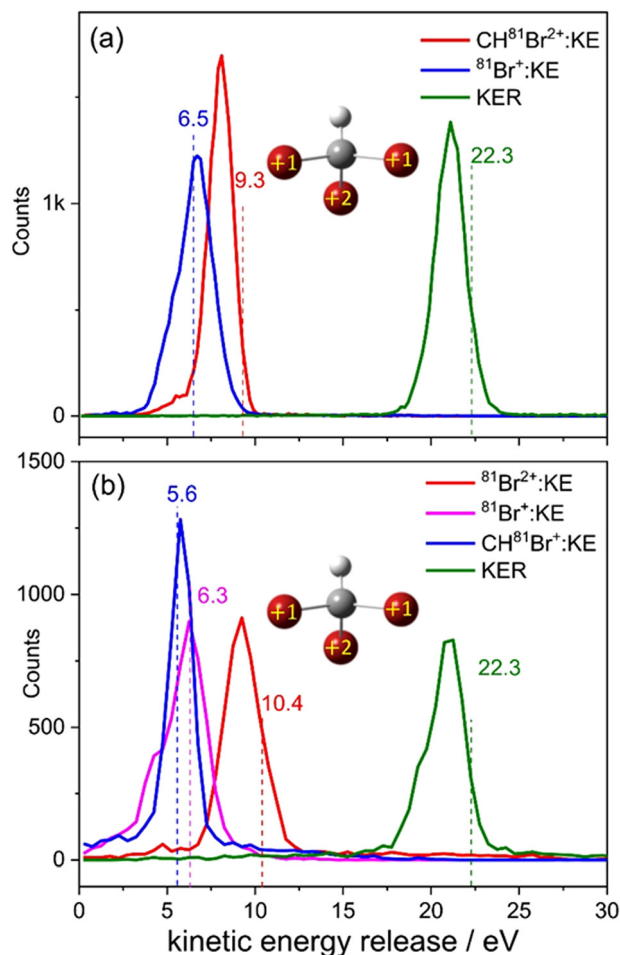 (a)
CH⁸¹Br²⁺:KE
⁸¹Br⁺:KE
KER
6.5
9.3
22.3
+1
+1
+2
1k
0
Counts
(b)
⁸¹Br²⁺:KE
⁸¹Br⁺:KE
CH⁸¹Br⁺:KE
KER
5.6
6.3
10.4
22.3
+1
+1
+2
1500
1000
500
0
Counts
0 5 10 15 20 25 30
kinetic energy release / eV